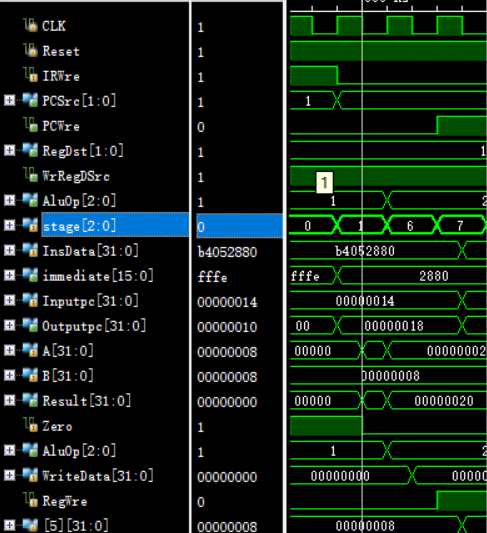 CLK 1
Reset 1
IRWre 1
PCSrc[1:0] 1 1
PCWre 0
RegDst[1:0] 1 1
WrRegDSrc 1 1
AluOp[2:0] 1 1 2
stage[2:0] 0 0 1 6 7
InsData[31:0] b4052880 b4052880
immediate[15:0] fffe fffe 2880
Inputpc[31:0] 00000014 00000014
Outputpc[31:0] 00000010 00 00000018
A[31:0] 00000008 00000 00000002
B[31:0] 00000008 00000008
Result[31:0] 00000000 00000 00000020
Zero 1
AluOp[2:0] 1 1 2
WriteData[31:0] 00000000 00000000 00000
RegWre 0
[5][31:0] 00000008 00000008